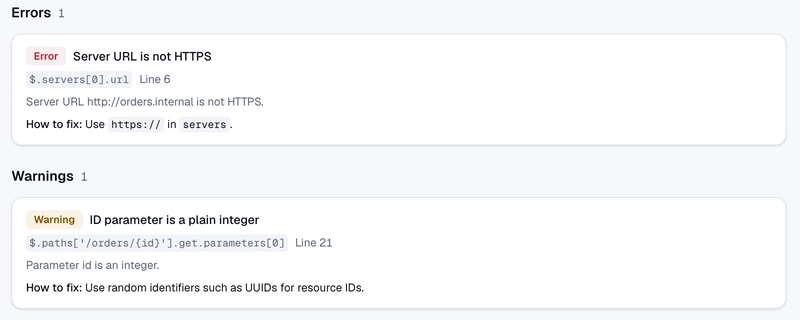 Errors 1
Error Server URL is not HTTPS
$.servers[0].url Line 6
Server URL http://orders.internal is not HTTPS.
How to fix: Use https:// in servers.
Warnings 1
Warning ID parameter is a plain integer
$.paths['/orders/{id}'].get.parameters[0] Line 21
Parameter id is an integer.
How to fix: Use random identifiers such as UUIDs for resource IDs.